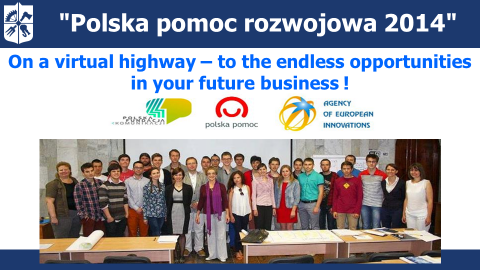 "Polska pomoc rozwojowa 2014"
On a virtual highway – to the endless opportunities
in your future business !
polska pomoc
AGENCY
OF EUROPEAN
INNOVATIONS